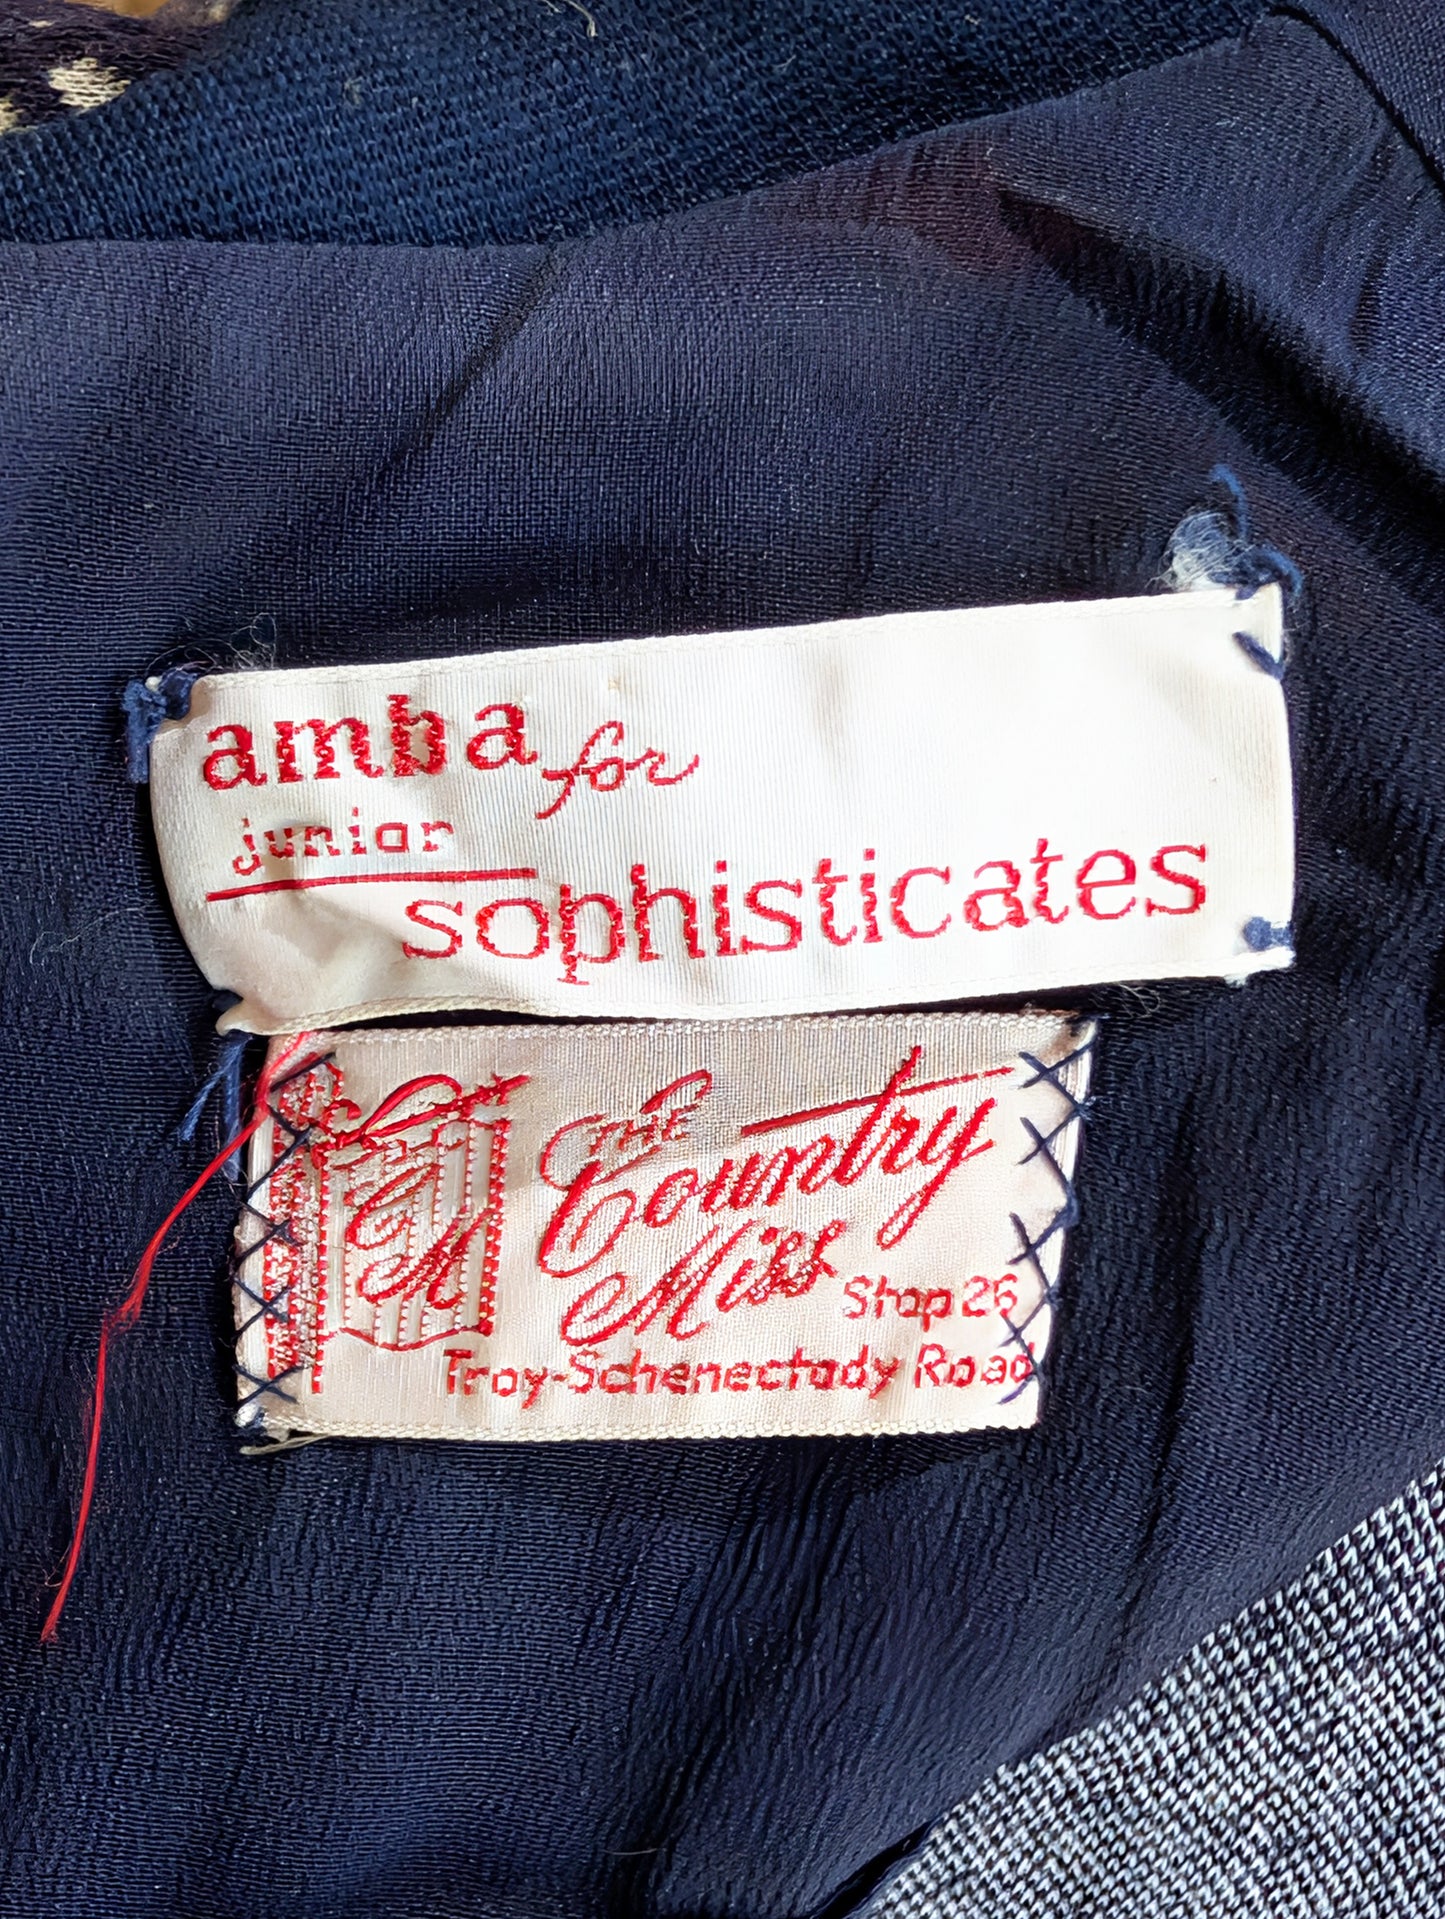 amba for
junior
sophisticates
THE
Country
Miss
Stop 26
Troy-Schenectady Road
C
M